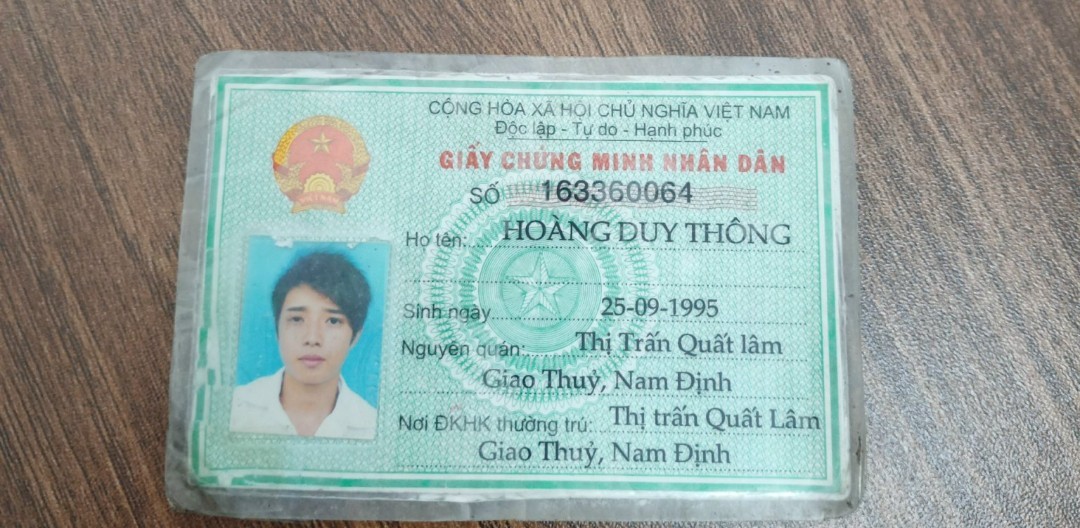 CỘNG HÒA XÃ HỘI CHỦ NGHĨA VIỆT NAM
Độc lập - Tự do - Hạnh phúc
GIẤY CHỨNG MINH NHÂN DÂN
SỐ 163360064
Họ tên: HOÀNG DUY THÔNG
Sinh ngày 25-09-1995
Nguyên quán: Thị Trấn Quất lâm
Giao Thuỷ, Nam Định
Nơi ĐKHK thường trú: Thị trấn Quất Lâm
Giao Thuỷ, Nam Định